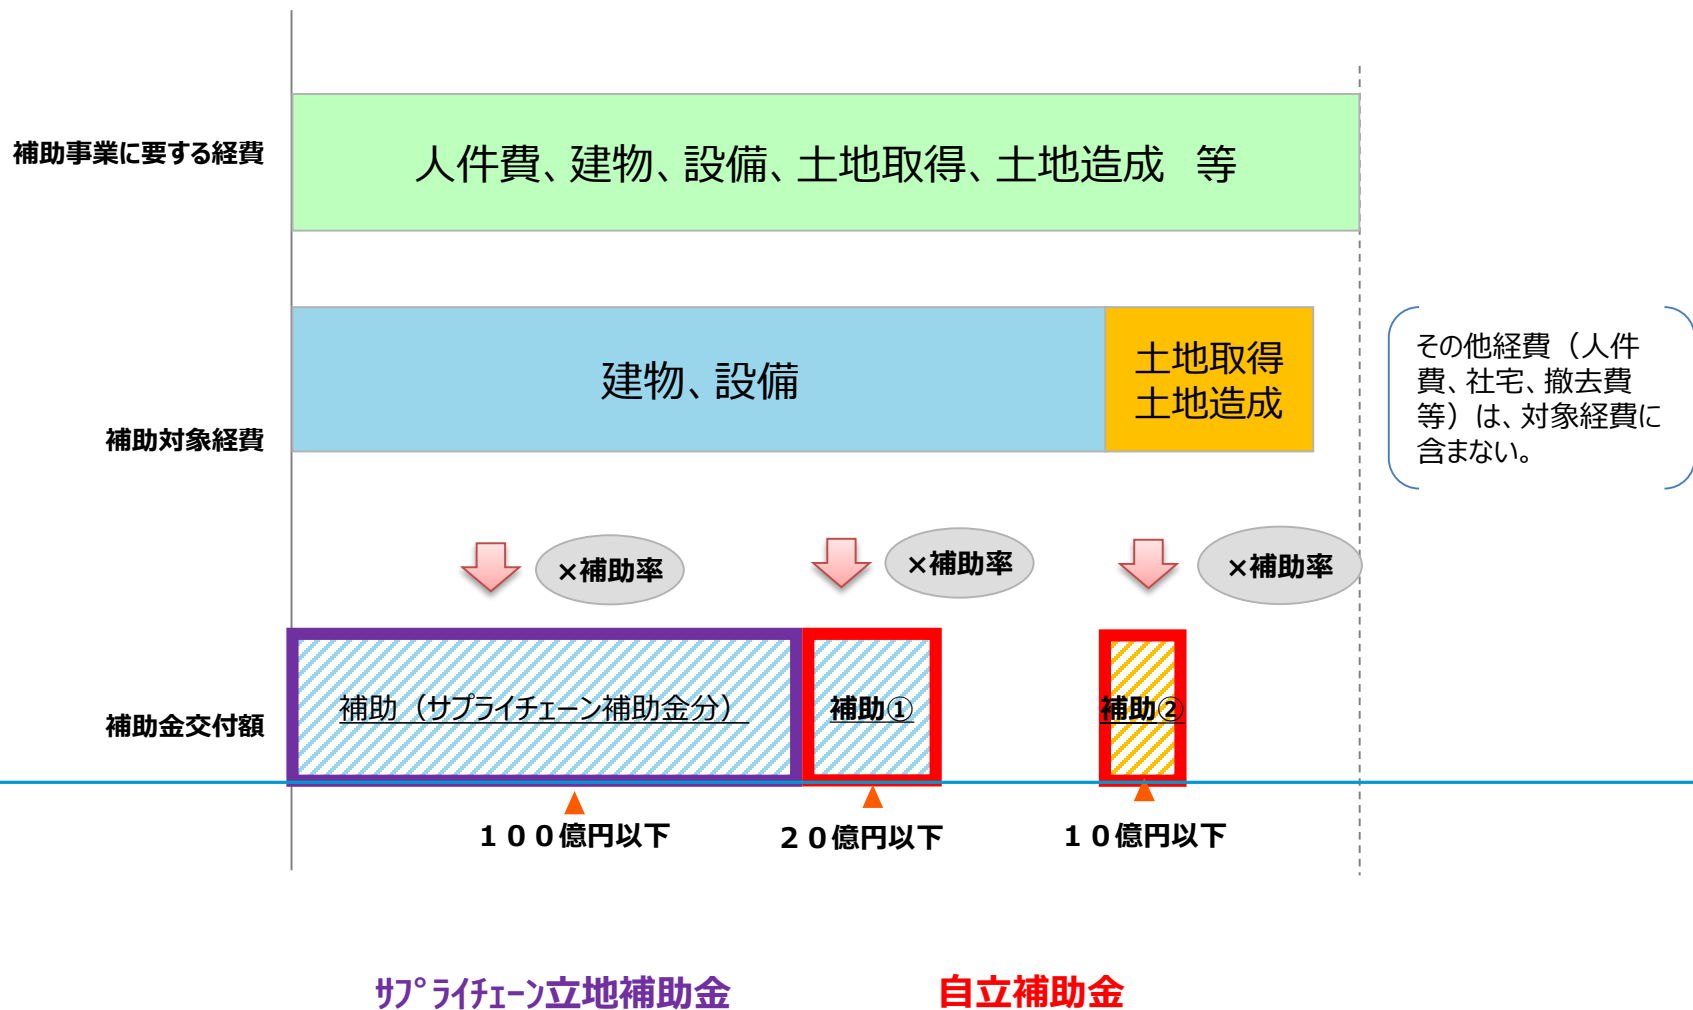 補助事業に要する経費
人件費、建物、設備、土地取得、土地造成　等
補助対象経費
建物、設備
土地取得
土地造成
その他経費（人件
費、社宅、撤去費
等）は、対象経費に
含まない。
×補助率
×補助率
×補助率
補助金交付額
補助（ｻﾌﾟﾗｲﾁｪｰﾝ補助金分）
補助①
補助②
１００億円以下
２０億円以下
１０億円以下
ｻﾌﾟﾗｲﾁｪｰﾝ立地補助金
自立補助金